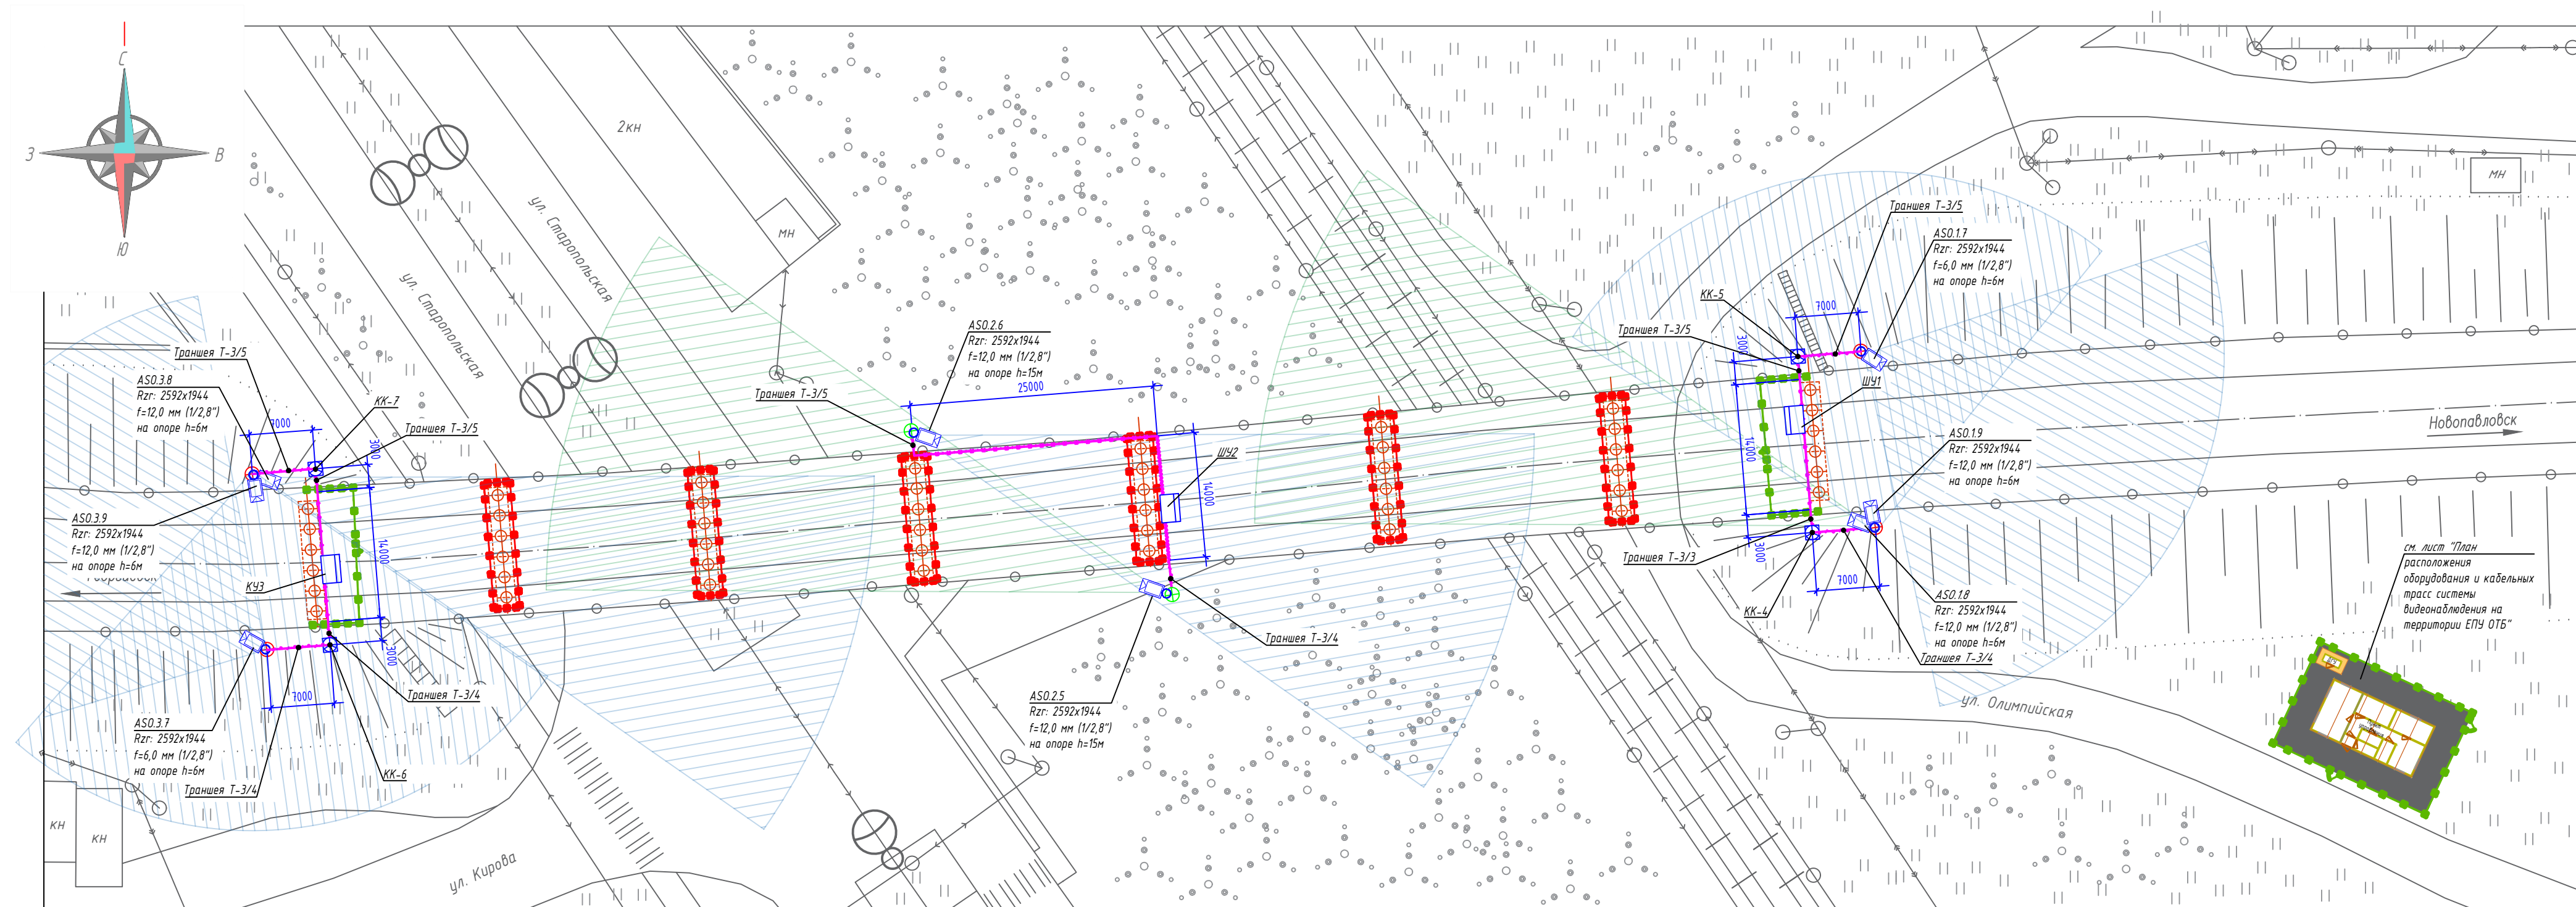 С
З
В
Ю
2кн
ул. Старопольская
ул. Старопольская
МН
МН
Траншея Т-3/5
AS0.3.8
Rzr: 2592x1944
f=12,0 мм (1/2,8")
на опоре h=6м
7000
КК-7
Траншея Т-3/5
3000
AS0.3.9
Rzr: 2592x1944
f=12,0 мм (1/2,8")
на опоре h=6м
14000
КУ3
3000
7000
Траншея Т-3/4
AS0.3.7
Rzr: 2592x1944
f=6,0 мм (1/2,8")
на опоре h=6м
Траншея Т-3/4
КК-6
КН
КН
ул. Кирова
AS0.2.6
Rzr: 2592x1944
f=12,0 мм (1/2,8")
на опоре h=15м
25000
Траншея Т-3/5
ШУ2
14000
Траншея Т-3/4
AS0.2.5
Rzr: 2592x1944
f=12,0 мм (1/2,8")
на опоре h=15м
Траншея Т-3/5
AS0.1.7
Rzr: 2592x1944
f=6,0 мм (1/2,8")
на опоре h=6м
КК-5
7000
Траншея Т-3/5
3000
ШУ1
14000
Новопавловск
AS0.1.9
Rzr: 2592x1944
f=12,0 мм (1/2,8")
на опоре h=6м
Траншея Т-3/3
3000
7000
КК-4
AS0.1.8
Rzr: 2592x1944
f=12,0 мм (1/2,8")
на опоре h=6м
Траншея Т-3/4
см. лист "План
расположения
оборудования и кабельных
трасс системы
видеонаблюдения на
территории ЕПУ ОТБ"
ул. Олимпийская